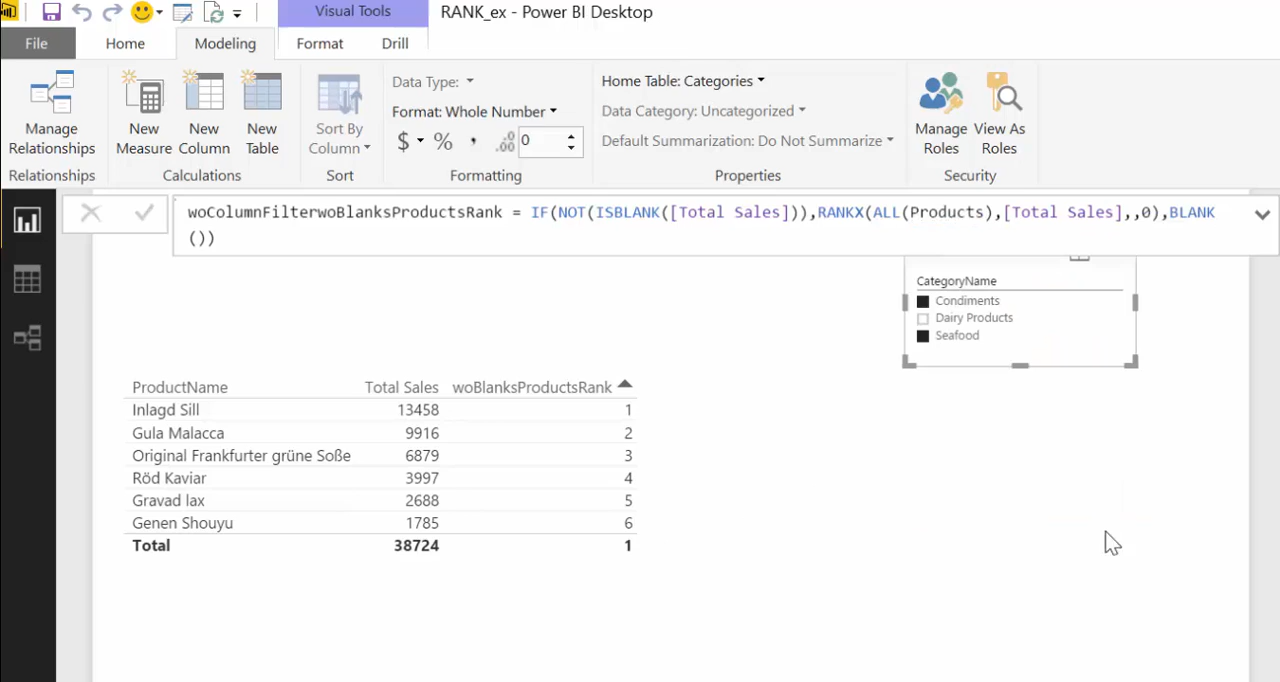 Visual Tools
RANK_ex - Power BI Desktop
File Home Modeling Format Drill
Manage Relationships
New Measure
New Column
New Table
Sort By Column
Data Type:
Format: Whole Number
$ % , .00 0
Home Table: Categories
Data Category: Uncategorized
Default Summarization: Do Not Summarize
Manage Roles
View As Roles
Relationships Calculations Sort Formatting Properties Security
woColumnFilterwoBlanksProductsRank = IF(NOT(ISBLANK([Total Sales])),RANKX(ALL(Products),[Total Sales],,0),BLANK
())
CategoryName
Condiments
Dairy Products
Seafood
ProductName Total Sales woBlanksProductsRank
Inlagd Sill 13458 1
Gula Malacca 9916 2
Original Frankfurter grüne Soße 6879 3
Röd Kaviar 3997 4
Gravad lax 2688 5
Genen Shouyu 1785 6
Total 38724 1